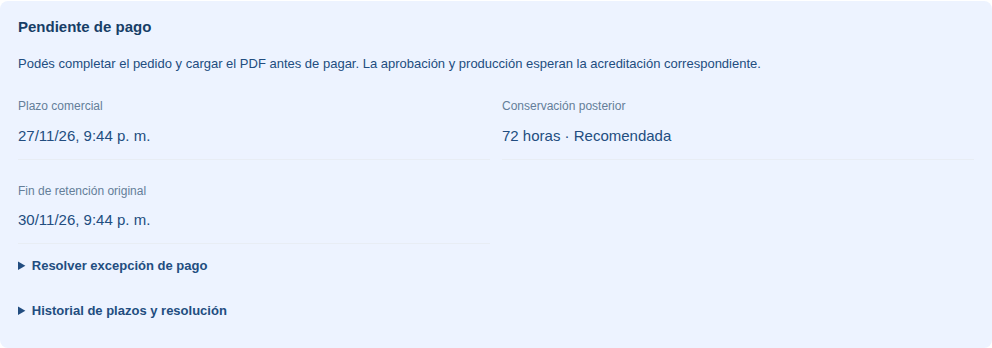 Pendiente de pago
Podés completar el pedido y cargar el PDF antes de pagar. La aprobación y producción esperan la acreditación correspondiente.
Plazo comercial
27/11/26, 9:44 p. m.
Conservación posterior
72 horas · Recomendada
Fin de retención original
30/11/26, 9:44 p. m.
Resolver excepción de pago
Historial de plazos y resolución